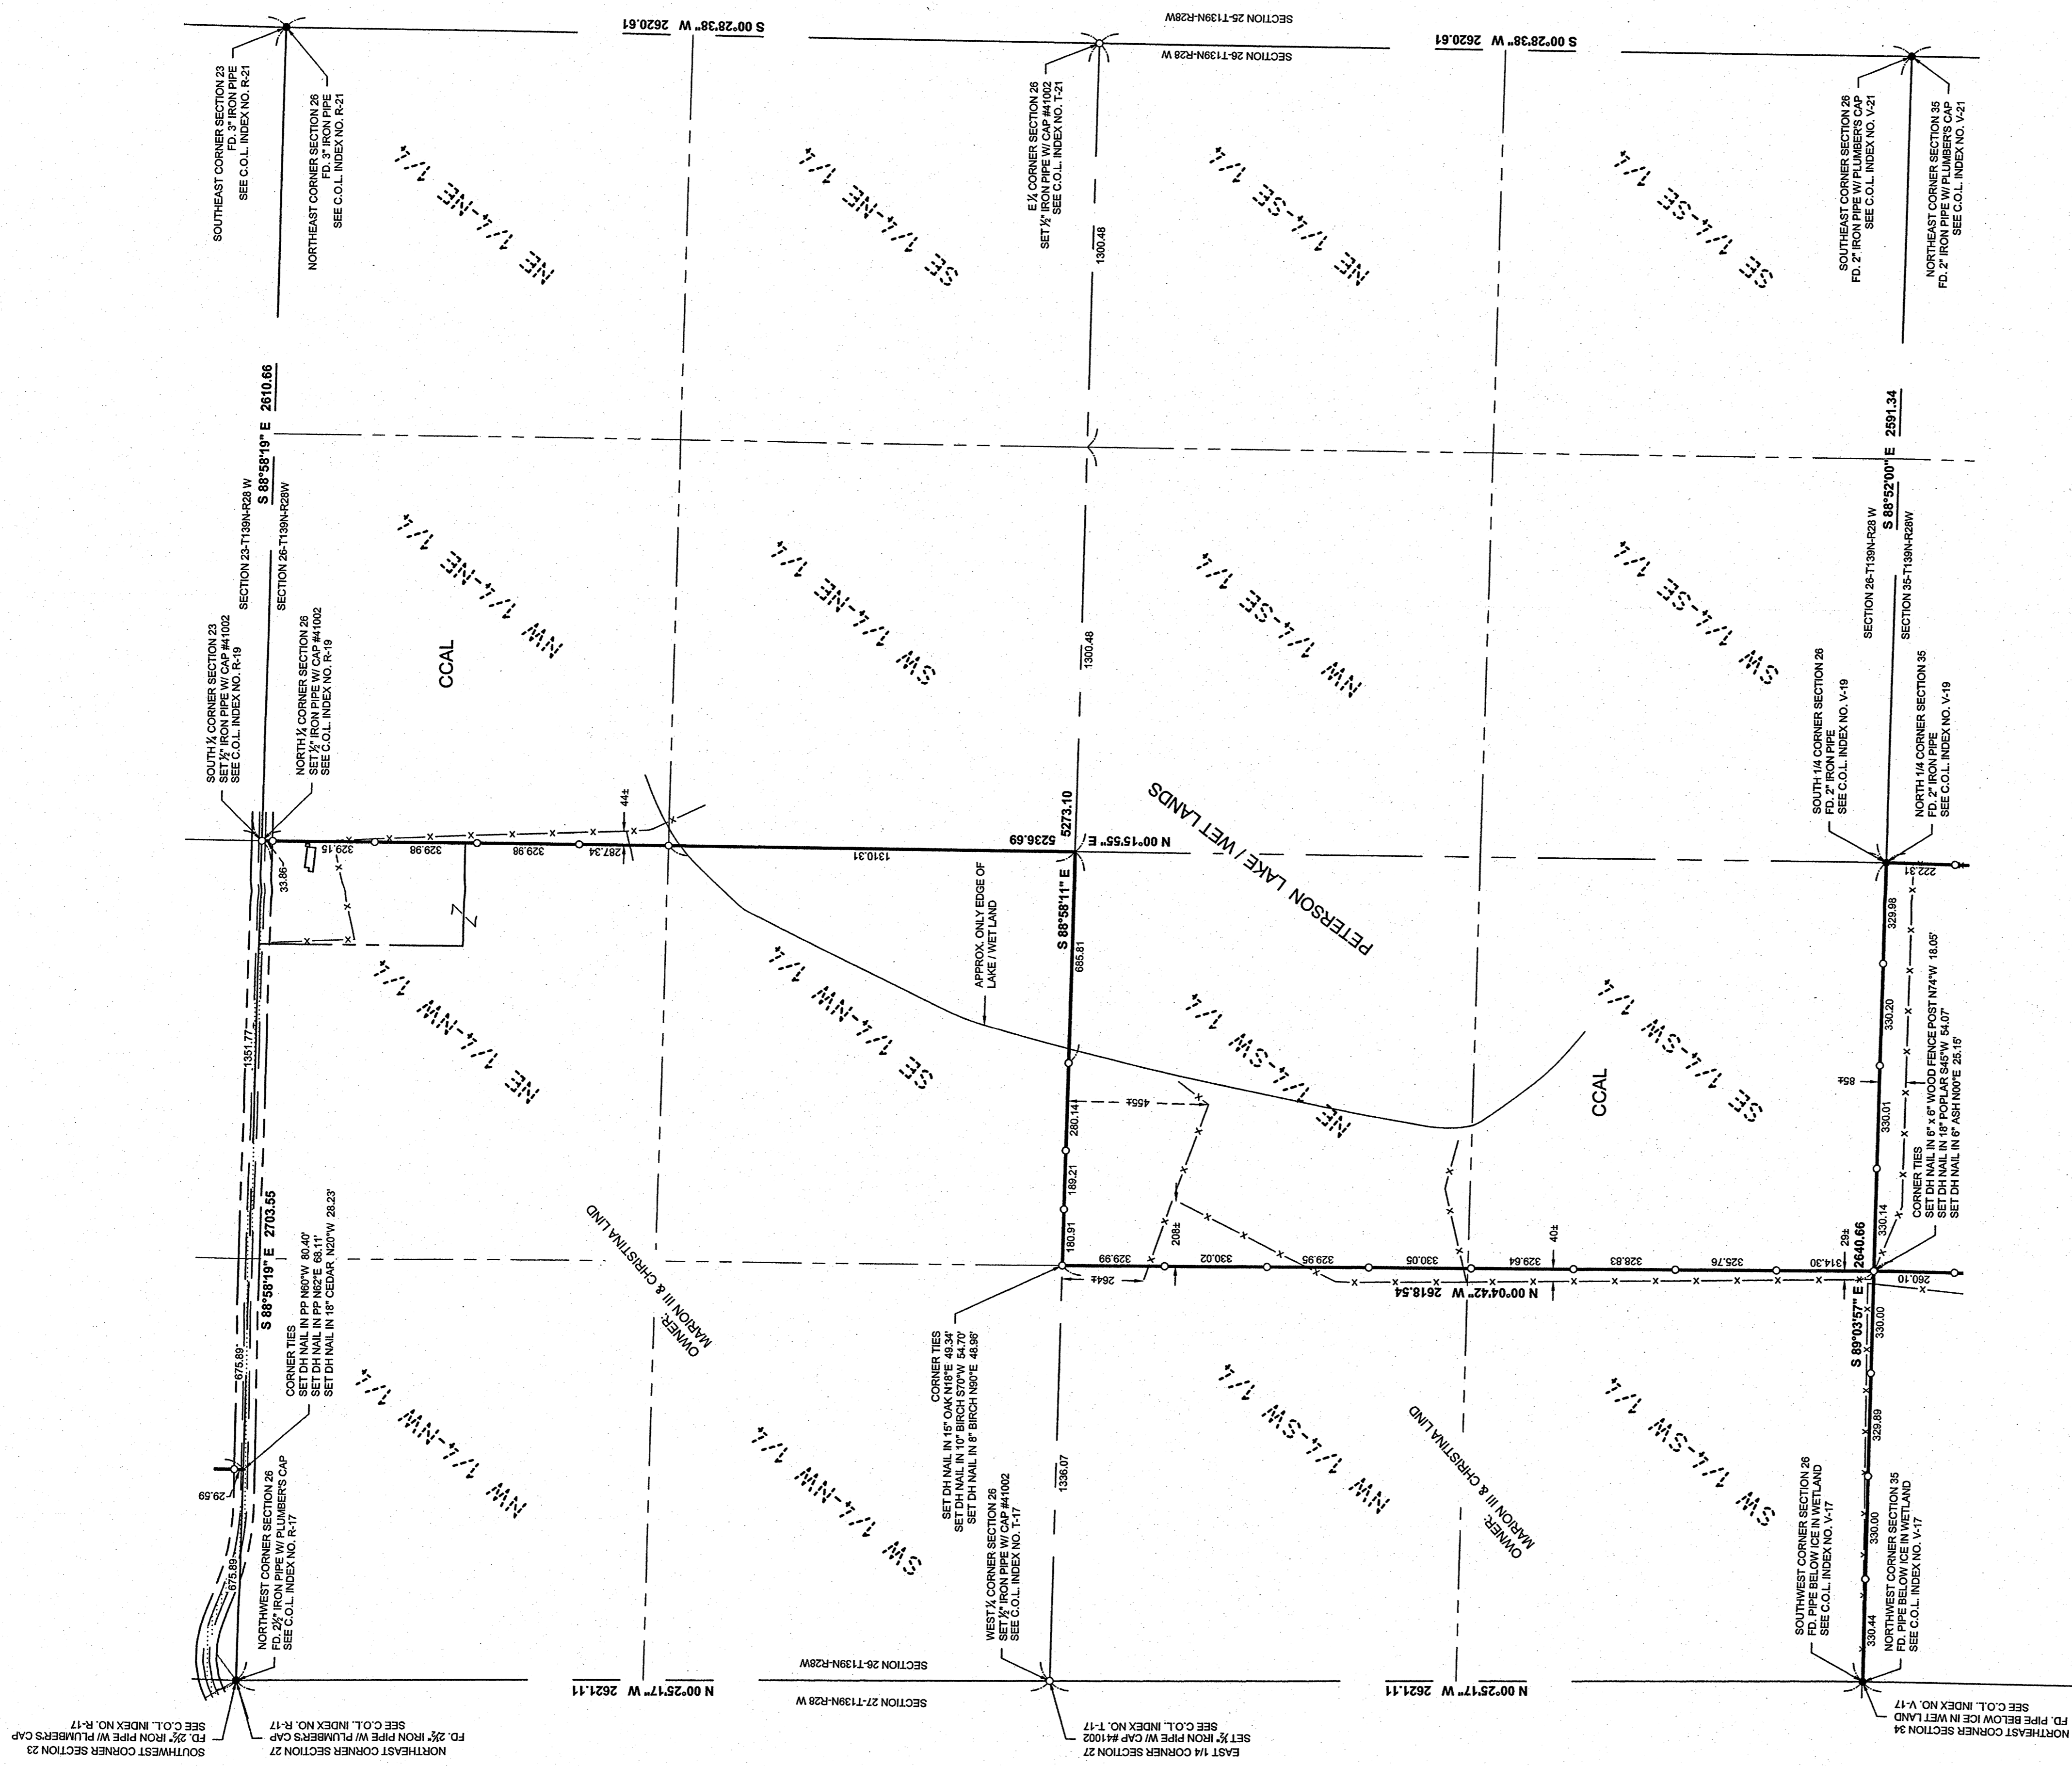 SOUTHWEST CORNER SECTION 23
FD. 2½" IRON PIPE W/ PLUMBER'S CAP
SEE C.O.L. INDEX NO. R-17
NORTHEAST CORNER SECTION 27
FD. 2½" IRON PIPE W/ PLUMBER'S CAP
SEE C.O.L. INDEX NO. R-17
NORTHWEST CORNER SECTION 26
FD. 2½" IRON PIPE W/ PLUMBER'S CAP
SEE C.O.L. INDEX NO. R-17
675.89
29.59
675.89
CORNER TIES
SET DH NAIL IN PP N60°W 80.40'
SET DH NAIL IN PP N62°E 68.11'
SET DH NAIL IN 18" CEDAR N20°W 28.23'
S 88°58'19" E 2703.55
1351.77
33.86
SOUTH ¼ CORNER SECTION 23
SET ½" IRON PIPE W/ CAP #41002
SEE C.O.L. INDEX NO. R-19
NORTH ¼ CORNER SECTION 26
SET ½" IRON PIPE W/ CAP #41002
SEE C.O.L. INDEX NO. R-19
SECTION 23-T139N-R28 W
SECTION 26-T139N-R28W
S 88°58'19" E 2610.66
SOUTHEAST CORNER SECTION 23
FD. 3" IRON PIPE
SEE C.O.L. INDEX NO. R-21
NORTHEAST CORNER SECTION 26
FD. 3" IRON PIPE
SEE C.O.L. INDEX NO. R-21
NW 1/4-NW 1/4
NE 1/4-NW 1/4
NW 1/4-NE 1/4
NE 1/4-NE 1/4
CCAL
329.15
329.98
329.98
287.34
44±
Z
1310.31
S 00°28'38" W 2620.61
N 00°25'17" W 2621.11
OWNER:
MARION III & CHRISTINA LIND
SW 1/4-NW 1/4
SE 1/4-NW 1/4
SW 1/4-NE 1/4
SE 1/4-NE 1/4
APPROX. ONLY EDGE OF
LAKE / WET LAND
SECTION 27-T139N-R28 W
SECTION 26-T139N-R28W
EAST 1/4 CORNER SECTION 27
SET ½" IRON PIPE W/ CAP #41002
SEE C.O.L. INDEX NO. T-17
WEST ¼ CORNER SECTION 26
SET ½" IRON PIPE W/ CAP #41002
SEE C.O.L. INDEX NO. T-17
CORNER TIES
SET DH NAIL IN 15" OAK N18°E 49.34'
SET DH NAIL IN 10" BIRCH S70°W 54.70'
SET DH NAIL IN 8" BIRCH N90°E 48.96'
1336.07
180.91
189.21
280.14
685.81
S 88°58'11" E 5273.10
5236.69
N 00°15'55" E
1300.48
1300.48
E ¼ CORNER SECTION 26
SET ½" IRON PIPE W/ CAP #41002
SEE C.O.L. INDEX NO. T-21
SECTION 26-T139N-R28 W
SECTION 25-T139N-R28W
PETERSON LAKE / WET LANDS
NW 1/4-SW 1/4
NE 1/4-SW 1/4
NW 1/4-SE 1/4
NE 1/4-SE 1/4
264±
208±
455±
329.99
330.02
329.95
330.05
329.64
328.83
325.76
314.30
40±
29±
N 00°04'42" W 2618.54
N 00°25'17" W 2621.11
S 00°28'38" W 2620.61
OWNER:
MARION III & CHRISTINA LIND
CCAL
SW 1/4-SW 1/4
SE 1/4-SW 1/4
SW 1/4-SE 1/4
SE 1/4-SE 1/4
NORTHEAST CORNER SECTION 34
FD. PIPE BELOW ICE IN WET LAND
SEE C.O.L. INDEX NO. V-17
SOUTHWEST CORNER SECTION 26
FD. PIPE BELOW ICE IN WETLAND
SEE C.O.L. INDEX NO. V-17
NORTHWEST CORNER SECTION 35
FD. PIPE BELOW ICE IN WETLAND
SEE C.O.L. INDEX NO. V-17
330.44
330.00
329.89
330.00
S 89°03'57" E 2640.66
260.10
330.14
330.01
330.20
329.98
85±
222.31
CORNER TIES
SET DH NAIL IN 6" x 6" WOOD FENCE POST N74°W 18.05'
SET DH NAIL IN 18" POPLAR S45°W 54.07'
SET DH NAIL IN 6" ASH N00°E 25.15'
SOUTH 1/4 CORNER SECTION 26
FD. 2" IRON PIPE
SEE C.O.L. INDEX NO. V-19
NORTH 1/4 CORNER SECTION 35
FD. 2" IRON PIPE
SEE C.O.L. INDEX NO. V-19
SECTION 26-T139N-R28 W
SECTION 35-T139N-R28W
S 88°52'00" E 2591.34
SOUTHEAST CORNER SECTION 26
FD. 2" IRON PIPE W/ PLUMBER'S CAP
SEE C.O.L. INDEX NO. V-21
NORTHEAST CORNER SECTION 35
FD. 2" IRON PIPE W/ PLUMBER'S CAP
SEE C.O.L. INDEX NO. V-21